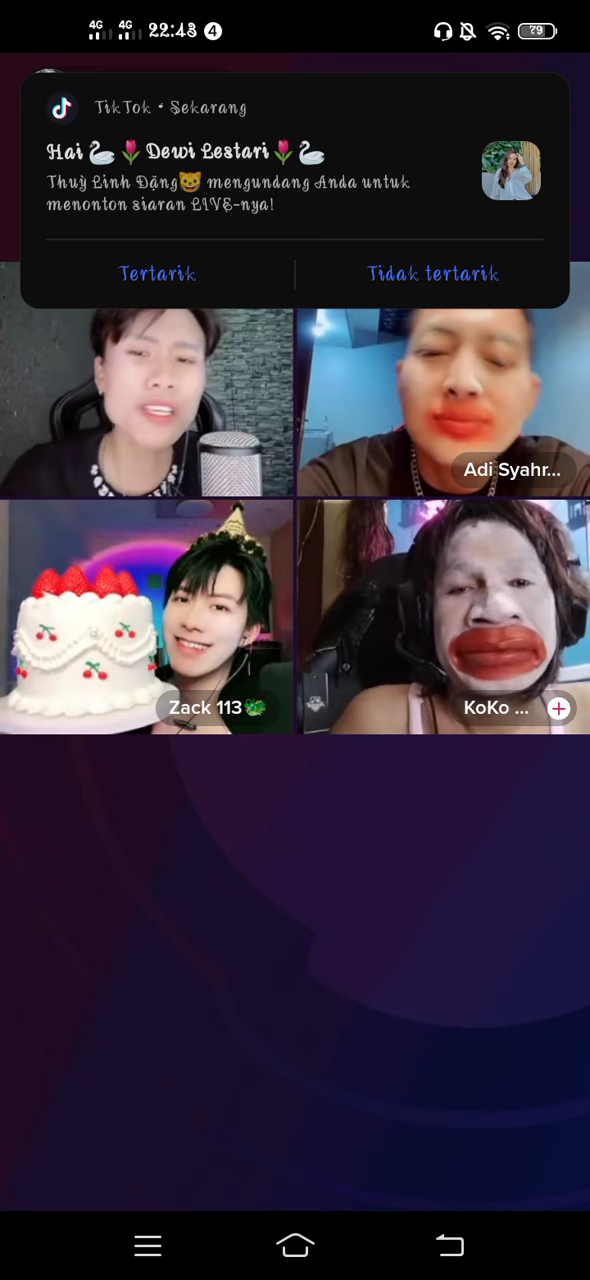 4G 4G 22:43 4 79
TikTok • Sekarang
Hai 🦢🌷Dewi Lestari🌷🦢
Thuỳ Linh Đặng😺 mengundang Anda untuk
menonton siaran LIVE-nya!
Tertarik Tidak tertarik
Adi Syahr...
Zack 113🐲
KoKo ...